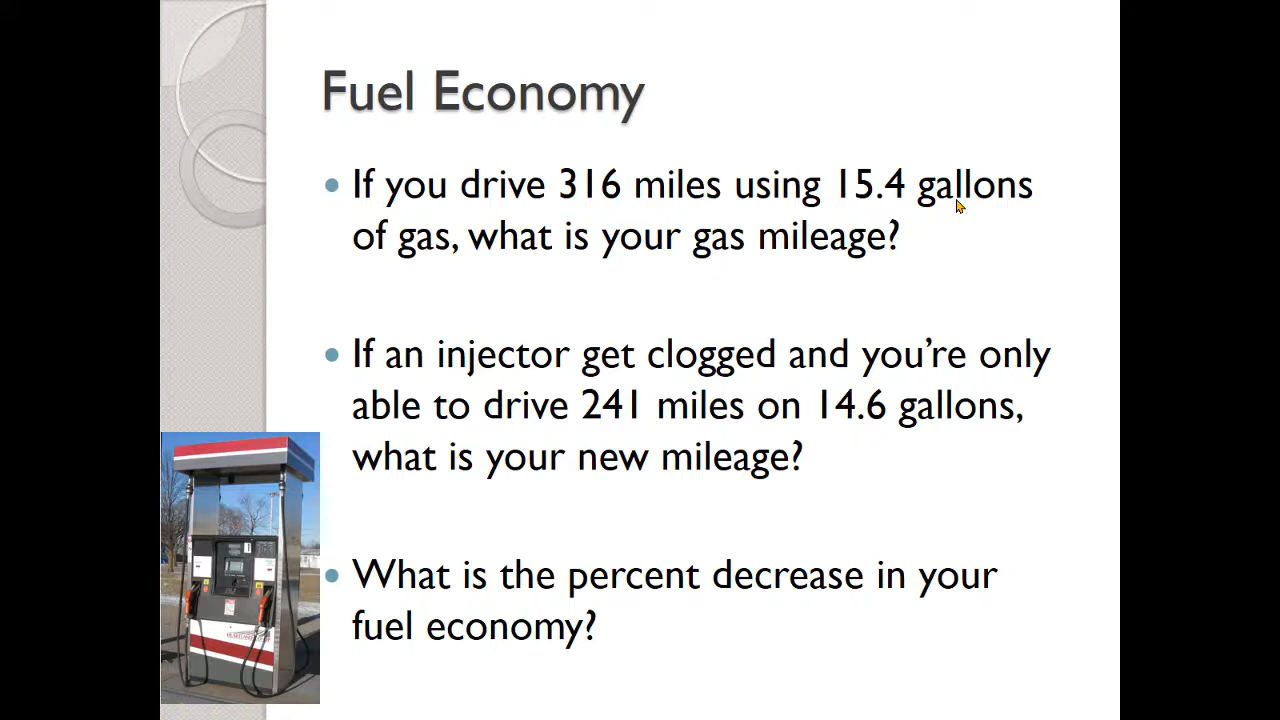 Fuel Economy
• If you drive 316 miles using 15.4 gallons
of gas, what is your gas mileage?
• If an injector get clogged and you're only
able to drive 241 miles on 14.6 gallons,
what is your new mileage?
• What is the percent decrease in your
fuel economy?